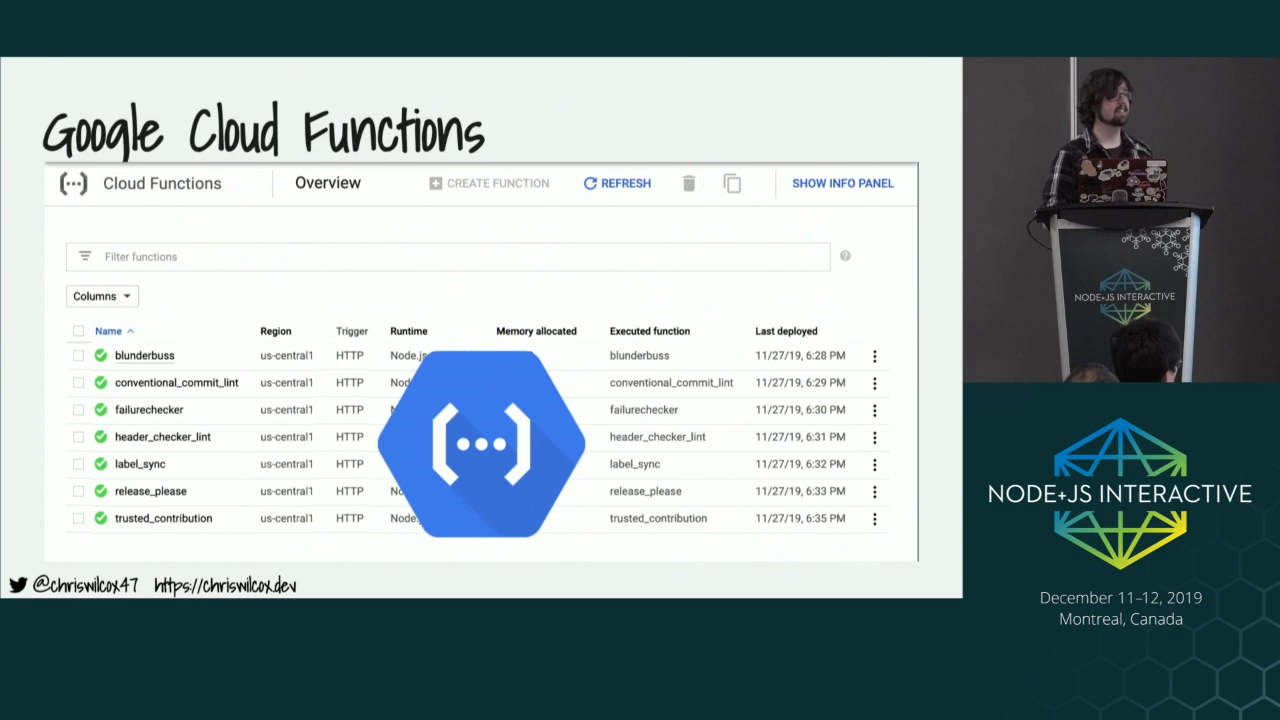 Google Cloud Functions
Cloud Functions Overview CREATE FUNCTION REFRESH SHOW INFO PANEL
Filter functions
Columns
Name Region Trigger Runtime Memory allocated Executed function Last deployed
blunderbuss us-central1 HTTP Node.js blunderbuss 11/27/19, 6:28 PM
conventional_commit_lint us-central1 HTTP Nod conventional_commit_lint 11/27/19, 6:29 PM
failurechecker us-central1 HTTP failurechecker 11/27/19, 6:30 PM
header_checker_lint us-central1 HTTP header_checker_lint 11/27/19, 6:31 PM
label_sync us-central1 HTTP label_sync 11/27/19, 6:32 PM
release_please us-central1 HTTP No release_please 11/27/19, 6:33 PM
trusted_contribution us-central1 HTTP Node. trusted_contribution 11/27/19, 6:35 PM
@chriswilcox47 https://chriswilcox.dev
NODE+JS INTERACTIVE
NODE+JS INTERACTIVE
December 11–12, 2019
Montreal, Canada